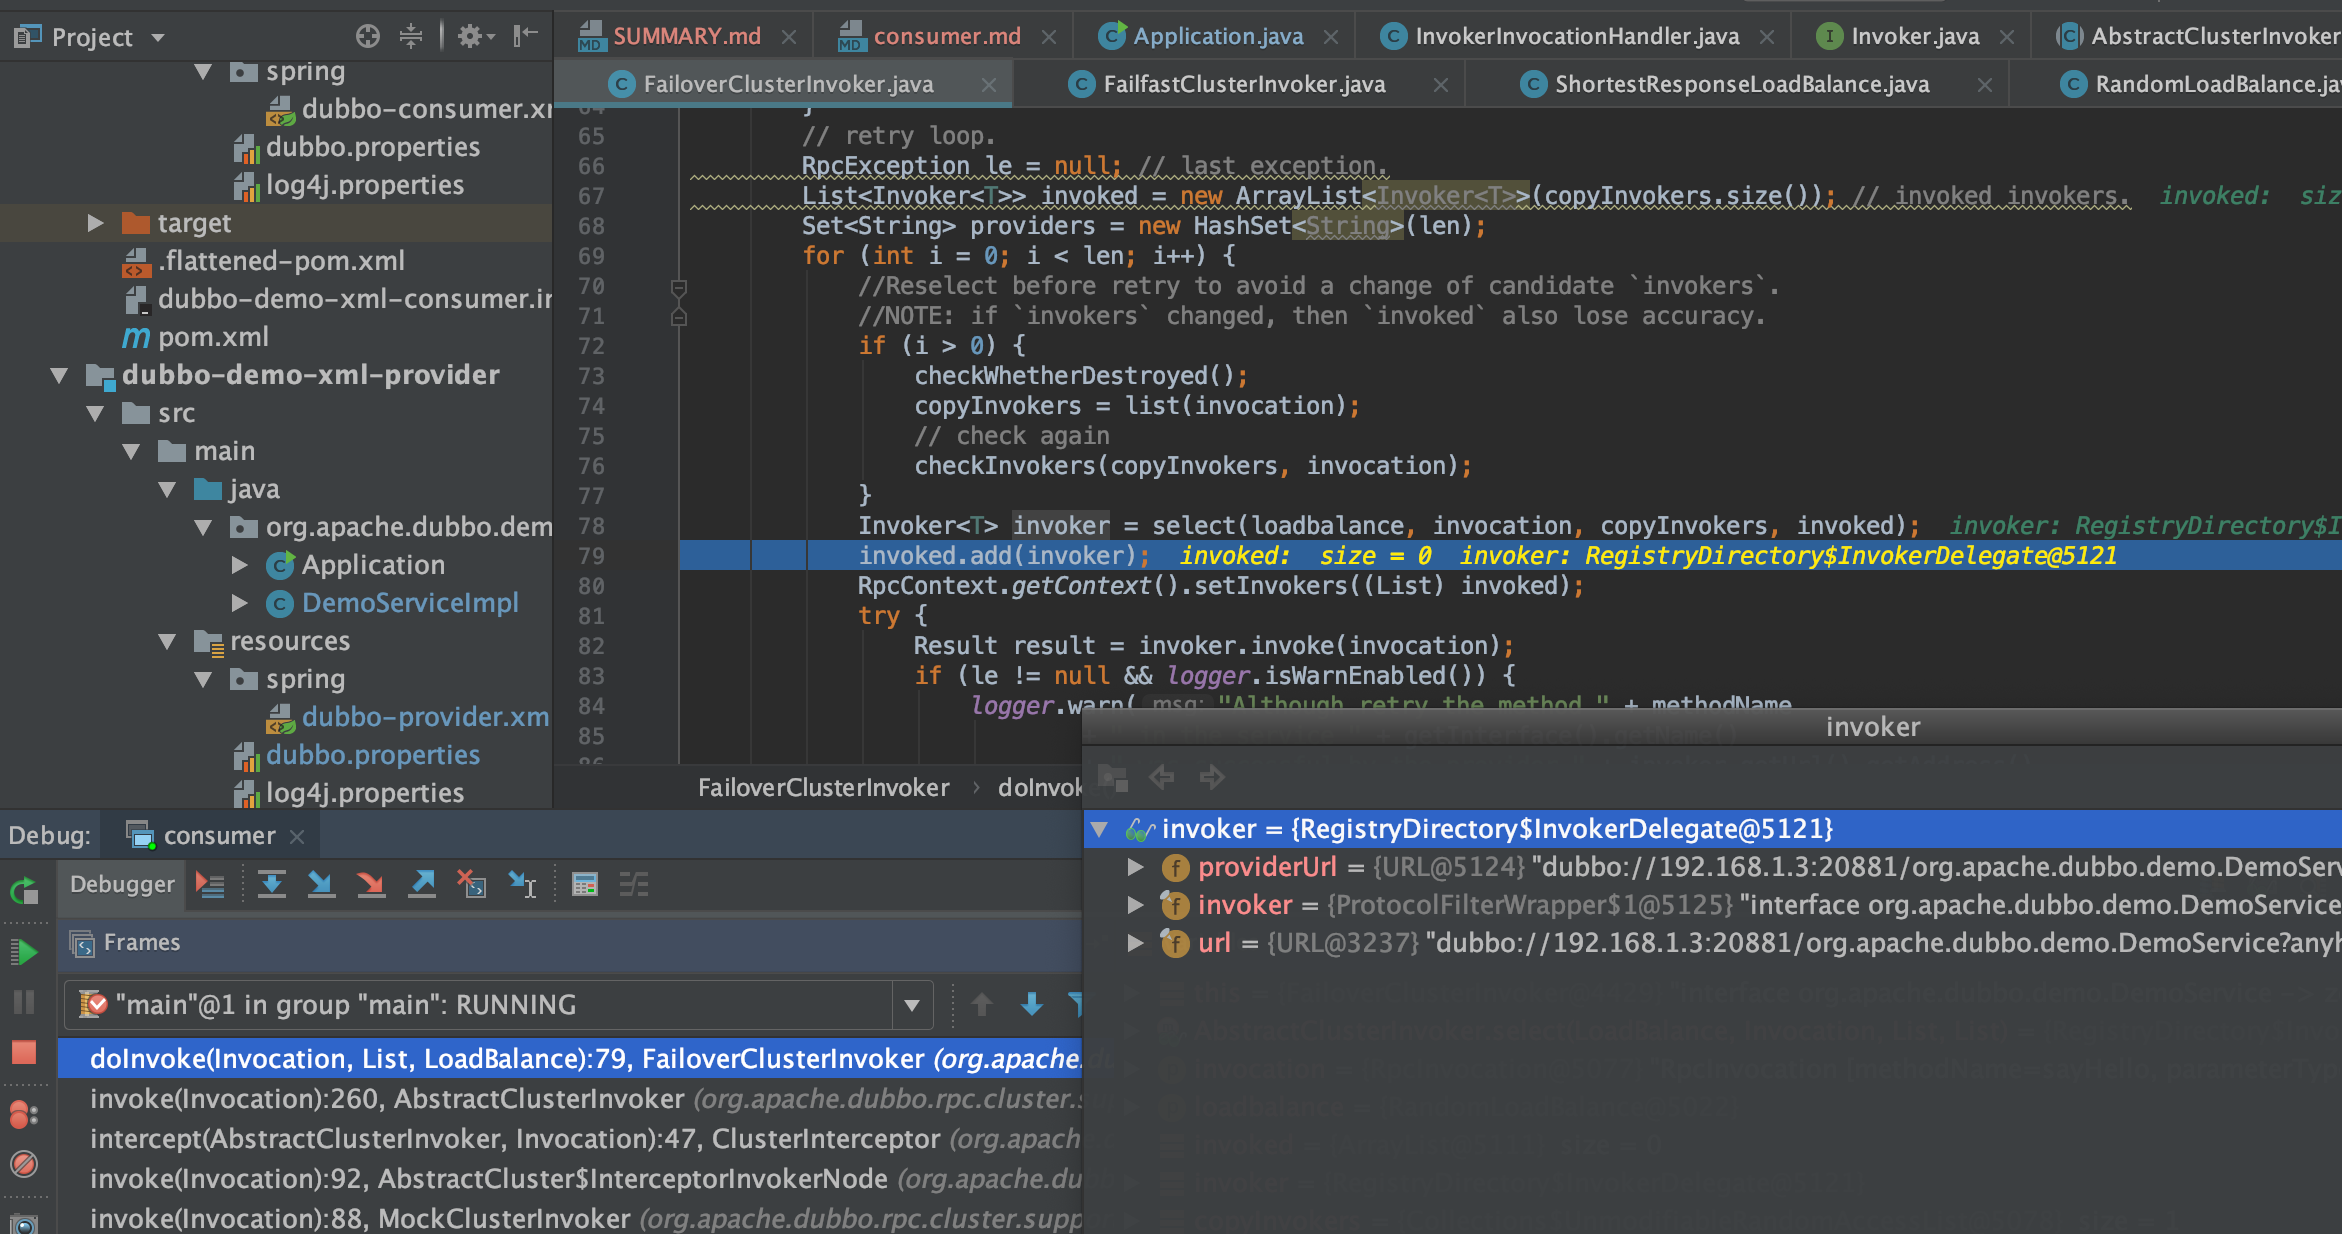 Project
spring
dubbo-consumer.xr
dubbo.properties
log4j.properties
target
.flattened-pom.xml
dubbo-demo-xml-consumer.ir
pom.xml
dubbo-demo-xml-provider
src
main
java
org.apache.dubbo.dem
Application
DemoServiceImpl
resources
spring
dubbo-provider.xm
dubbo.properties
log4j.properties
SUMMARY.md
consumer.md
Application.java
InvokerInvocationHandler.java
Invoker.java
AbstractClusterInvoker
FailoverClusterInvoker.java
FailfastClusterInvoker.java
ShortestResponseLoadBalance.java
RandomLoadBalance.jav
64 }
65 // retry loop.
66 RpcException le = null; // last exception.
67 List<Invoker<T>> invoked = new ArrayList<Invoker<T>>(copyInvokers.size()); // invoked invokers. invoked: siz
68 Set<String> providers = new HashSet<String>(len);
69 for (int i = 0; i < len; i++) {
70 //Reselect before retry to avoid a change of candidate `invokers`.
71 //NOTE: if `invokers` changed, then `invoked` also lose accuracy.
72 if (i > 0) {
73 checkWhetherDestroyed();
74 copyInvokers = list(invocation);
75 // check again
76 checkInvokers(copyInvokers, invocation);
77 }
78 Invoker<T> invoker = select(loadbalance, invocation, copyInvokers, invoked); invoker: RegistryDirectory$I
79 invoked.add(invoker); invoked: size = 0 invoker: RegistryDirectory$InvokerDelegate@5121
80 RpcContext.getContext().setInvokers((List) invoked);
81 try {
82 Result result = invoker.invoke(invocation);
83 if (le != null && logger.isWarnEnabled()) {
84 logger.warn( msg: "Although retry the method " + methodName
85
86
FailoverClusterInvoker › doInvok
Debug: consumer
Debugger
Frames
"main"@1 in group "main": RUNNING
doInvoke(Invocation, List, LoadBalance):79, FailoverClusterInvoker (org.apache.
invoke(Invocation):260, AbstractClusterInvoker (org.apache.dubbo.rpc.cluster.s
intercept(AbstractClusterInvoker, Invocation):47, ClusterInterceptor (org.apach
invoke(Invocation):92, AbstractCluster$InterceptorInvokerNode (org.apache.du
invoke(Invocation):88, MockClusterInvoker (org.apache.dubbo.rpc.cluster.supp
invoker
invoker = {RegistryDirectory$InvokerDelegate@5121}
providerUrl = {URL@5124} "dubbo://192.168.1.3:20881/org.apache.dubbo.demo.DemoServ
invoker = {ProtocolFilterWrapper$1@5125} "interface org.apache.dubbo.demo.DemoService
url = {URL@3237} "dubbo://192.168.1.3:20881/org.apache.dubbo.demo.DemoService?anyh